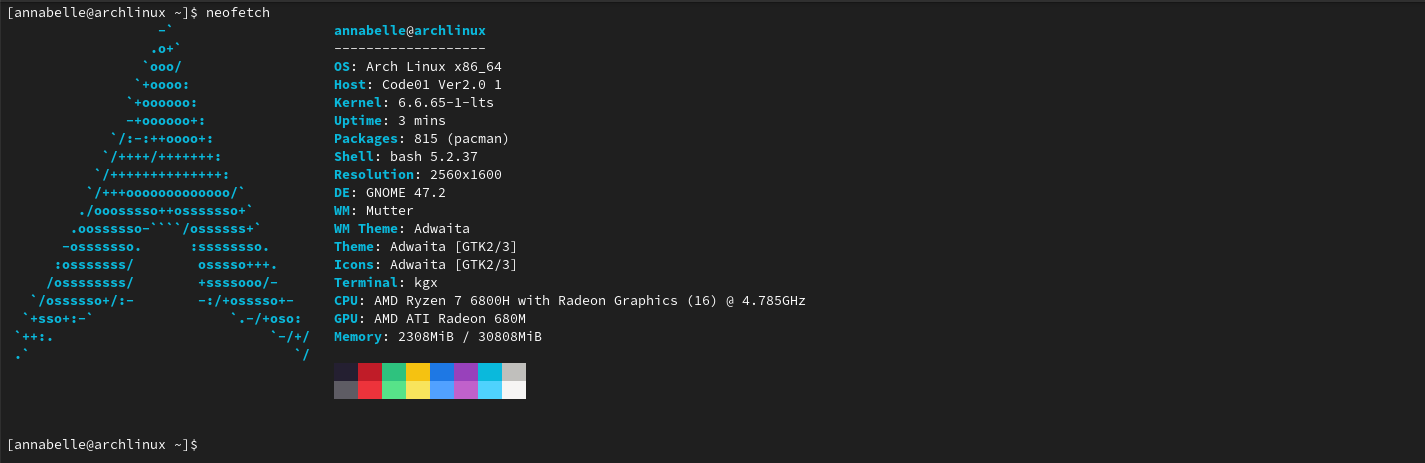 [annabelle@archlinux ~]$ neofetch
                   -`                    annabelle@archlinux
                  .o+`                   -------------------
                 `ooo/                   OS: Arch Linux x86_64
                `+oooo:                  Host: Code01 Ver2.0 1
               `+oooooo:                 Kernel: 6.6.65-1-lts
               -+oooooo+:                Uptime: 3 mins
             `/:-:++oooo+:               Packages: 815 (pacman)
            `/++++/+++++++:              Shell: bash 5.2.37
           `/++++++++++++++:             Resolution: 2560x1600
          `/+++ooooooooooooo/`           DE: GNOME 47.2
         ./ooosssso++osssssso+`          WM: Mutter
        .oossssso-````/ossssss+`         WM Theme: Adwaita
       -osssssso.      :ssssssso.        Theme: Adwaita [GTK2/3]
      :osssssss/        osssso+++.       Icons: Adwaita [GTK2/3]
     /ossssssss/        +ssssooo/-       Terminal: kgx
   `/ossssso+/:-        -:/+osssso+-     CPU: AMD Ryzen 7 6800H with Radeon Graphics (16) @ 4.785GHz
  `+sso+:-`                 `.-/+oso:    GPU: AMD ATI Radeon 680M
 `++:.                           `-/+/   Memory: 2308MiB / 30808MiB
 .`                                 `/
[annabelle@archlinux ~]$